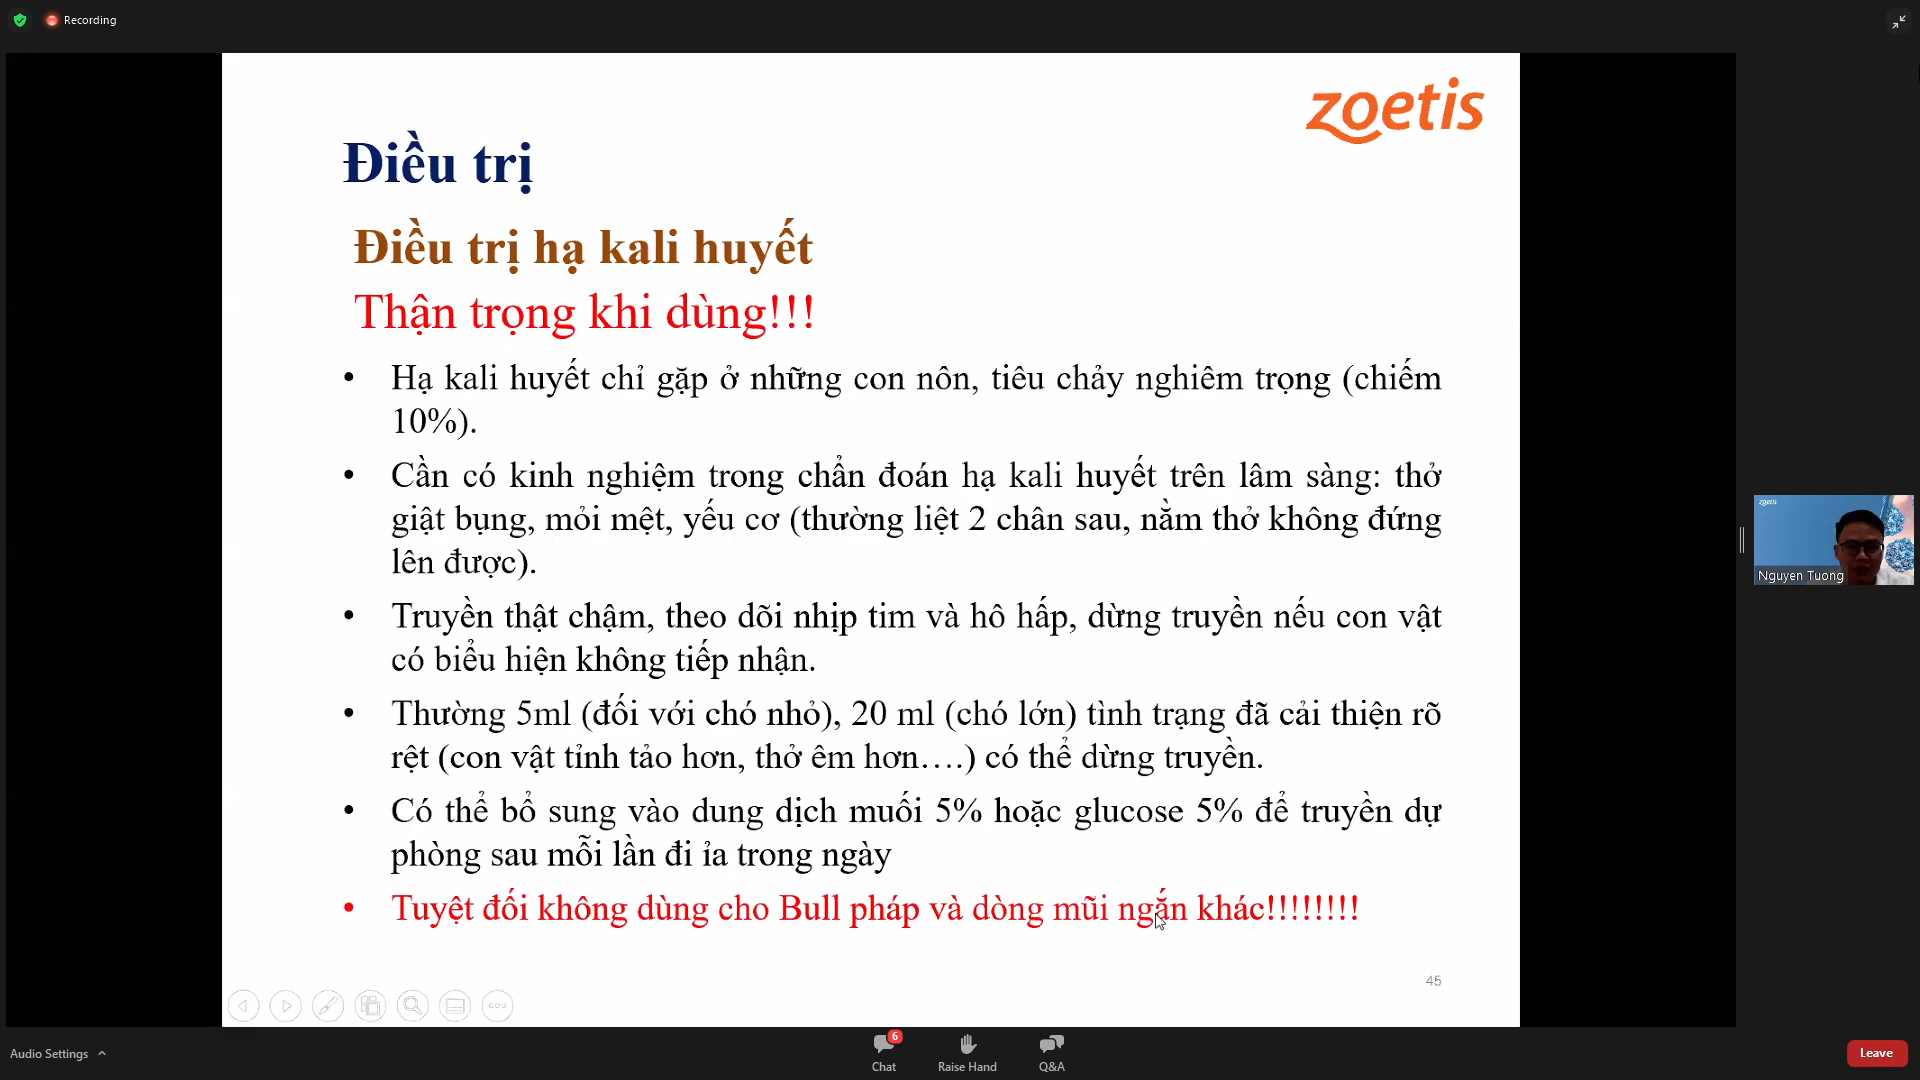 Recording
zoetis
Điều trị
Điều trị hạ kali huyết
Thận trọng khi dùng!!!
• Hạ kali huyết chỉ gặp ở những con nôn, tiêu chảy nghiêm trọng (chiếm
10%).
• Cần có kinh nghiệm trong chẩn đoán hạ kali huyết trên lâm sàng: thở
giật bụng, mỏi mệt, yếu cơ (thường liệt 2 chân sau, nằm thở không đứng
lên được).
• Truyền thật chậm, theo dõi nhịp tim và hô hấp, dừng truyền nếu con vật
có biểu hiện không tiếp nhận.
• Thường 5ml (đối với chó nhỏ), 20 ml (chó lớn) tình trạng đã cải thiện rõ
rệt (con vật tỉnh táo hơn, thở êm hơn….) có thể dừng truyền.
• Có thể bổ sung vào dung dịch muối 5% hoặc glucose 5% để truyền dự
phòng sau mỗi lần đi ỉa trong ngày
• Tuyệt đối không dùng cho Bull pháp và dòng mũi ngắn khác!!!!!!!!
45
zoetis
Nguyen Tuong
Audio Settings
6
Chat
Raise Hand
Q&A
Leave